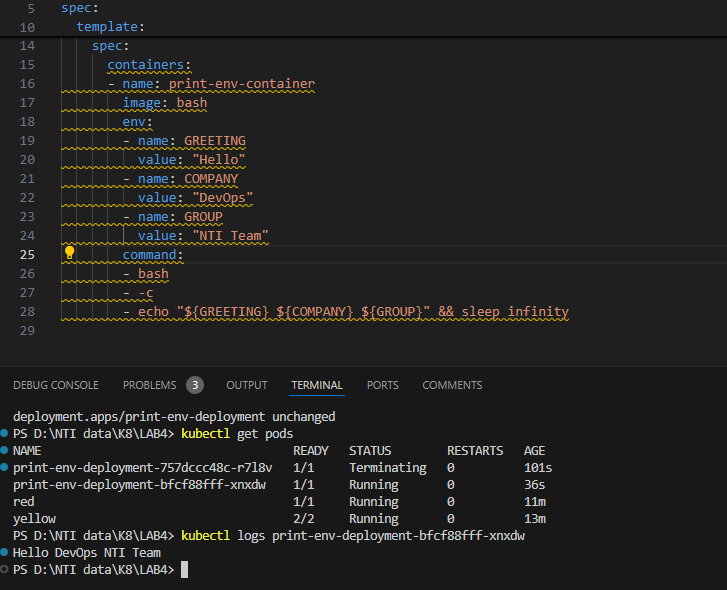 5 spec:
10 template:
14 spec:
15 containers:
16 - name: print-env-container
17 image: bash
18 env:
19 - name: GREETING
20 value: "Hello"
21 - name: COMPANY
22 value: "DevOps"
23 - name: GROUP
24 value: "NTI Team"
25 command:
26 - bash
27 - -c
28 - echo "${GREETING} ${COMPANY} ${GROUP}" && sleep infinity
29
DEBUG CONSOLE PROBLEMS 3 OUTPUT TERMINAL PORTS COMMENTS
deployment.apps/print-env-deployment unchanged
PS D:\NTI data\K8\LAB4> kubectl get pods
NAME READY STATUS RESTARTS AGE
print-env-deployment-757dccc48c-r7l8v 1/1 Terminating 0 101s
print-env-deployment-bfcf88fff-xnxdw 1/1 Running 0 36s
red 1/1 Running 0 11m
yellow 2/2 Running 0 13m
PS D:\NTI data\K8\LAB4> kubectl logs print-env-deployment-bfcf88fff-xnxdw
Hello DevOps NTI Team
PS D:\NTI data\K8\LAB4>